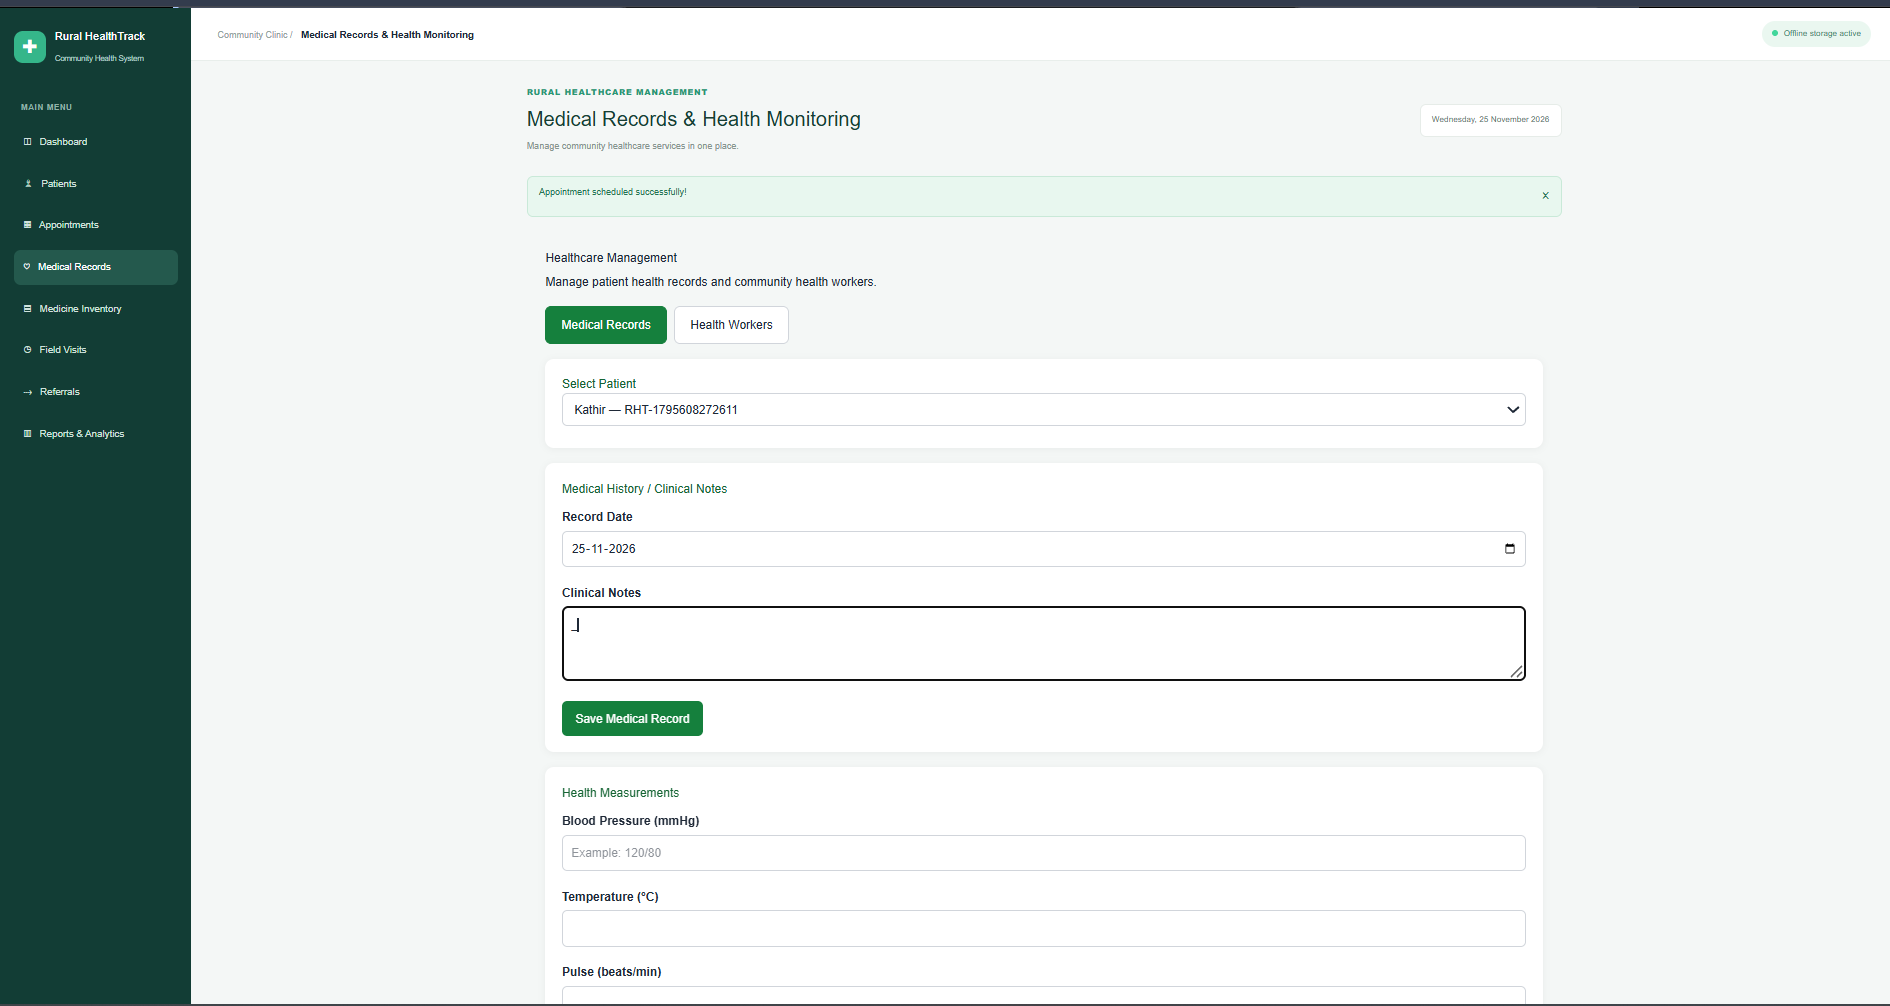 Rural HealthTrack
Community Health System
MAIN MENU
Dashboard
Patients
Appointments
Medical Records
Medicine Inventory
Field Visits
Referrals
Reports & Analytics
Community Clinic / Medical Records & Health Monitoring
Offline storage active
RURAL HEALTHCARE MANAGEMENT
Medical Records & Health Monitoring
Manage community healthcare services in one place.
Wednesday, 25 November 2026
Appointment scheduled successfully!
x
Healthcare Management
Manage patient health records and community health workers.
Medical Records
Health Workers
Select Patient
Kathir — RHT-1795608272611
Medical History / Clinical Notes
Record Date
25-11-2026
Clinical Notes
_
Save Medical Record
Health Measurements
Blood Pressure (mmHg)
Example: 120/80
Temperature (°C)
Pulse (beats/min)